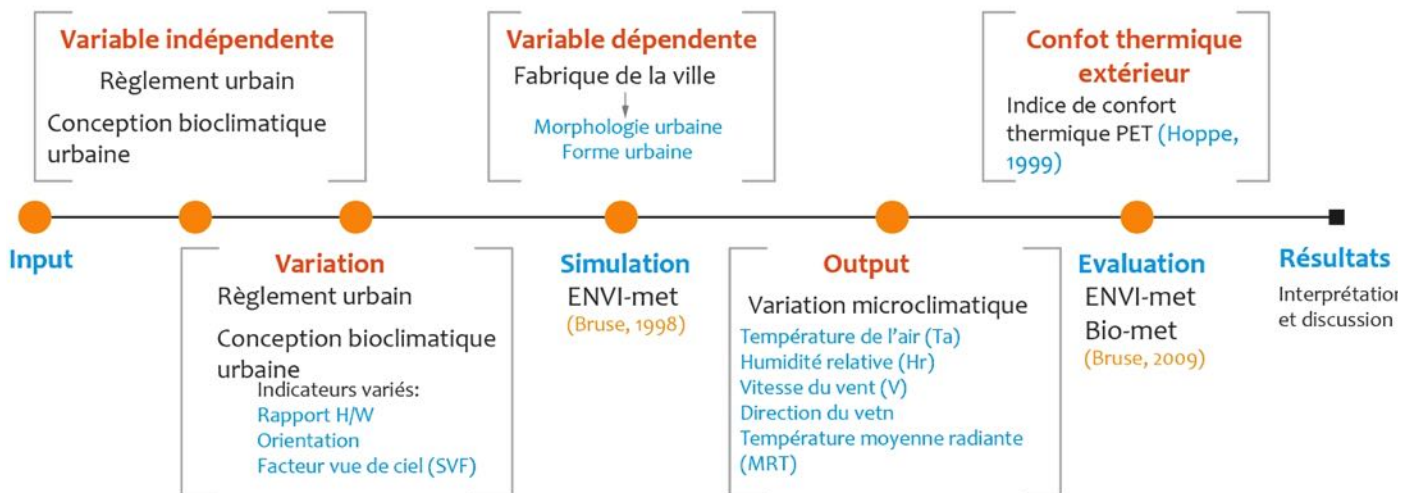 Variable indépendente
Règlement urbain
Conception bioclimatique
urbaine
Variable dépendente
Fabrique de la ville
Morphologie urbaine
Forme urbaine
Confot thermique
extérieur
Indice de confort
thermique PET (Hoppe,
1999)
Input
Variation
Règlement urbain
Conception bioclimatique
urbaine
Indicateurs variés:
Rapport H/W
Orientation
Facteur vue de ciel (SVF)
Simulation
ENVI-met
(Bruse, 1998)
Output
Variation microclimatique
Température de l'air (Ta)
Humidité relative (Hr)
Vitesse du vent (V)
Direction du vetn
Température moyenne radiante
(MRT)
Evaluation
ENVI-met
Bio-met
(Bruse, 2009)
Résultats
Interprétation
et discussion